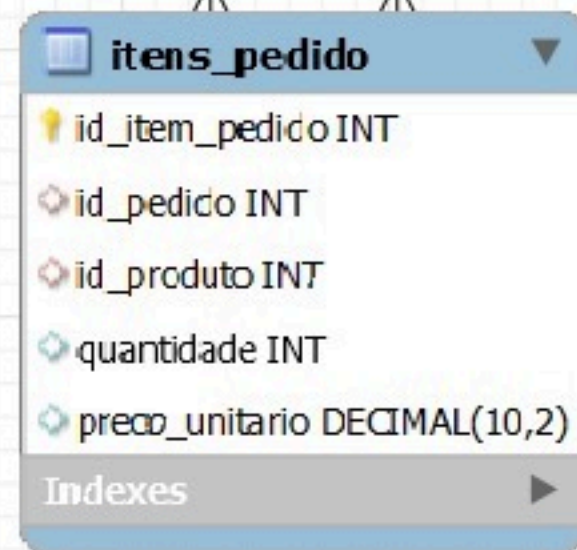 itens_pedido
id_item_pedido INT
id_pedido INT
id_produto INT
quantidade INT
preco_unitario DECIMAL(10,2)
Indexes